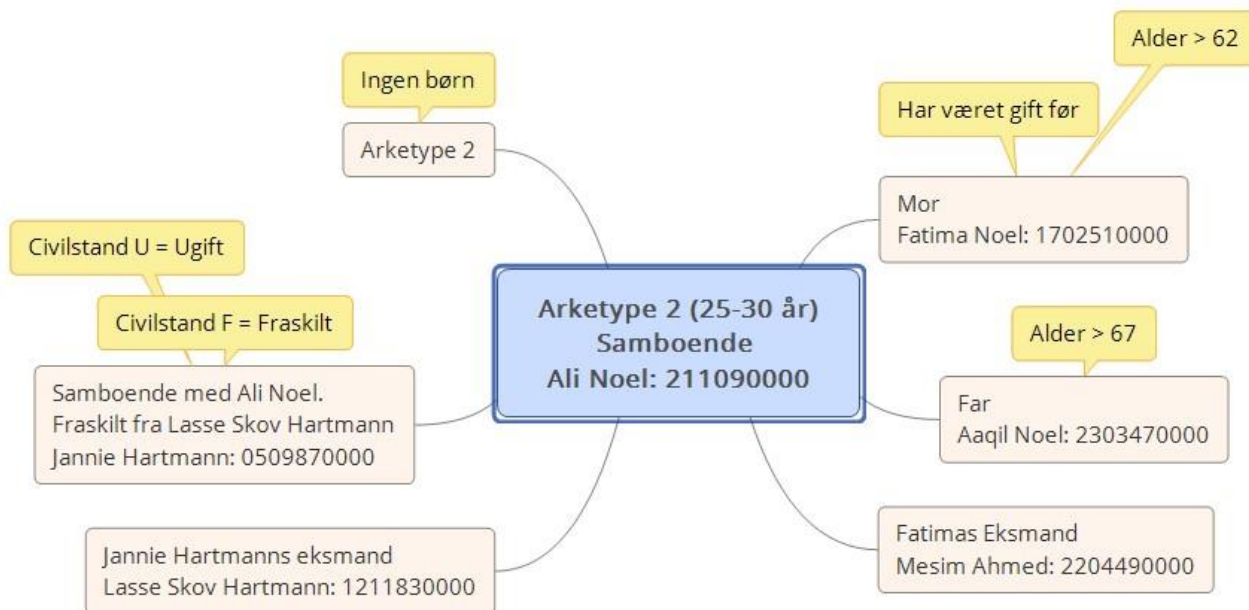 Alder > 62
Ingen børn
Har været gift før
Arketype 2
Mor
Fatima Noel: 1702510000
Civilstand U = Ugift
Civilstand F = Fraskilt
Arketype 2 (25-30 år)
Samboende
Ali Noel: 211090000
Alder > 67
Samboende med Ali Noel.
Fraskilt fra Lasse Skov Hartmann
Jannie Hartmann: 0509870000
Far
Aaqil Noel: 2303470000
Jannie Hartmanns eksmand
Lasse Skov Hartmann: 1211830000
Fatimas Eksmand
Mesim Ahmed: 2204490000